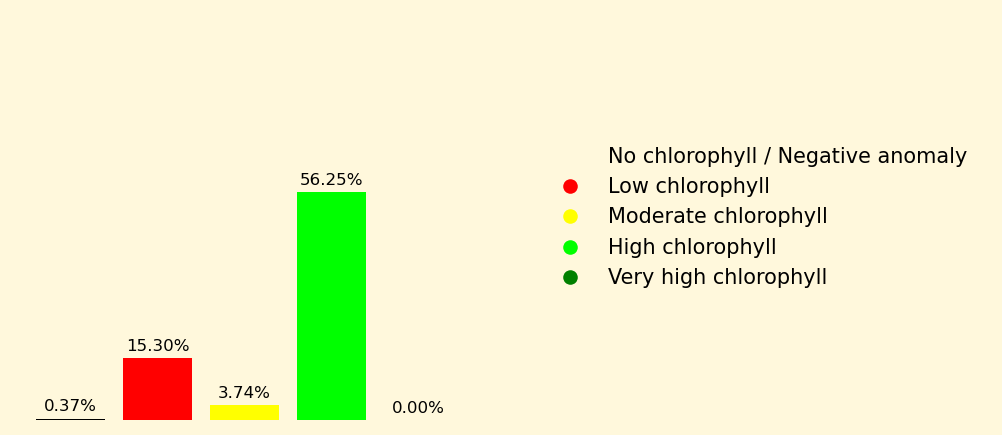 No chlorophyll / Negative anomaly
Low chlorophyll
Moderate chlorophyll
High chlorophyll
Very high chlorophyll
56.25%
15.30%
3.74%
0.37%
0.00%